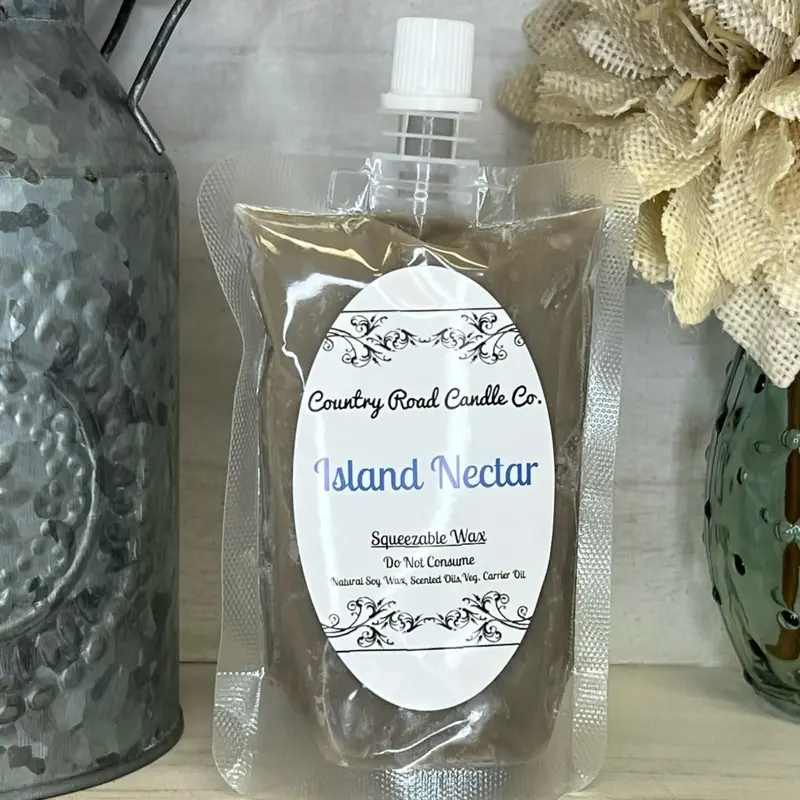 Country Road Candle Co.
Island Nectar
Squeezable Wax
Do Not Consume
Natural Soy Wax, Scented Oils,Veg. Carrier Oil